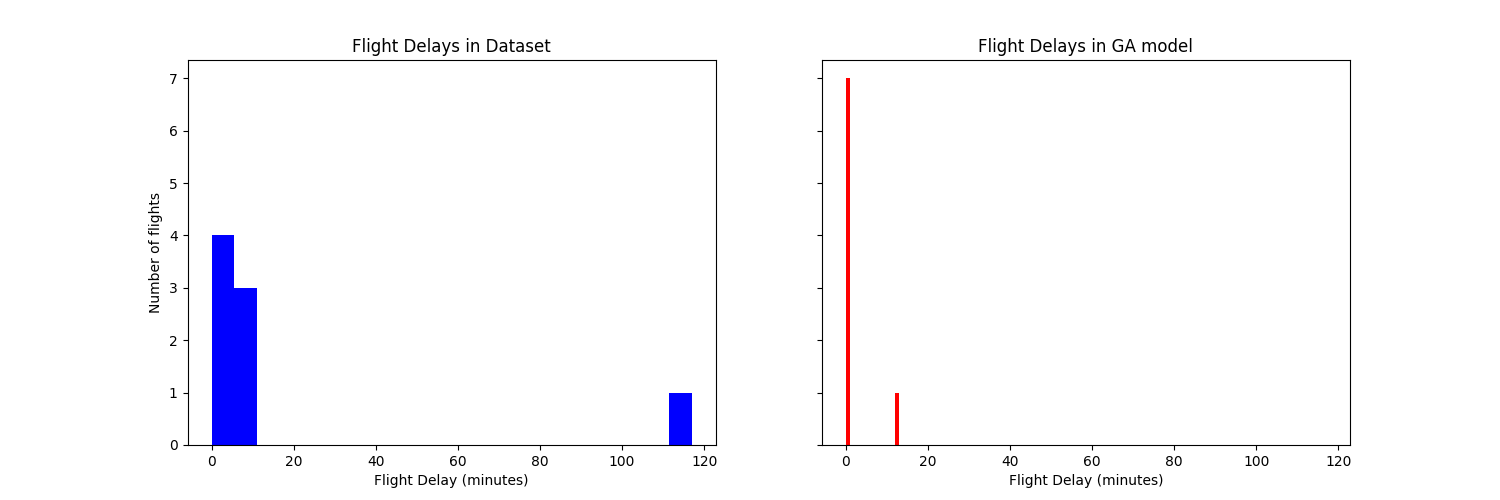 Flight Delays in Dataset
7
6
5
4
3
2
1
0
Number of flights
0 20 40 60 80 100 120
Flight Delay (minutes)
Flight Delays in GA model
0 20 40 60 80 100 120
Flight Delay (minutes)